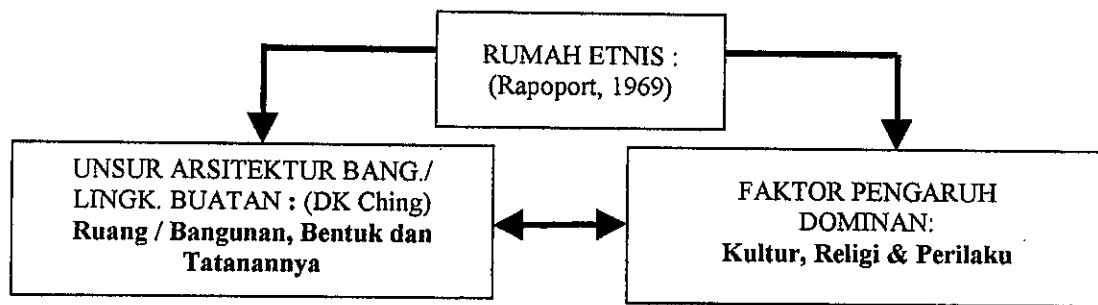 RUMAH ETNIS :
(Rapoport, 1969)
UNSUR ARSITEKTUR BANG./
LINGK. BUATAN : (DK Ching)
Ruang / Bangunan, Bentuk dan
Tatanannya
FAKTOR PENGARUH
DOMINAN:
Kultur, Religi & Perilaku